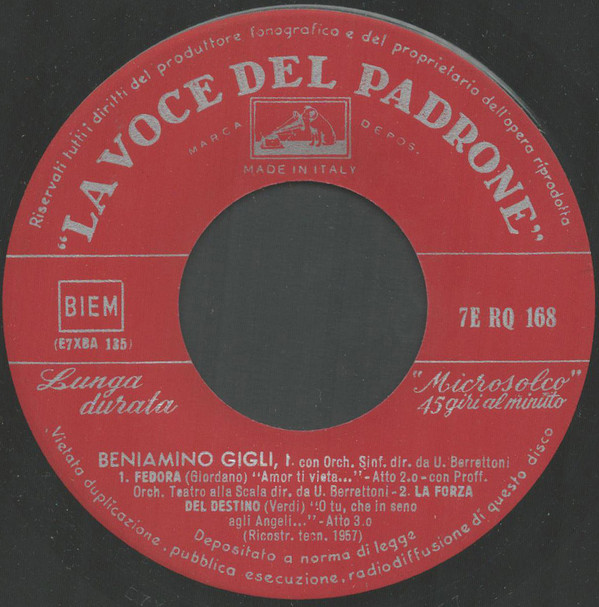 Riservati tutti i diritti del produttore fonografico e del proprietario dell'opera riprodotta
"LA VOCE DEL PADRONE"
MARCA DEPOS.
MADE IN ITALY
BIEM
(E7XBA 135)
7E RQ 168
Lunga
durata
"Microsolco"
45 giri al minuto
BENIAMINO GIGLI, t. con Orch. Sinf. dir. da U. Berrettoni
1. FEDORA (Giordano) "Amor ti vieta..." - Atto 2.o - con Proff.
Orch. Teatro alla Scala dir. da U. Berrettoni - 2. LA FORZA
DEL DESTINO (Verdi) "O tu, che in seno
agli Angeli..." - Atto 3.o
(Ricostr. tecn. 1957)
Depositato a norma di legge
Vietata duplicazione, pubblica esecuzione, radiodiffusione di questo disco